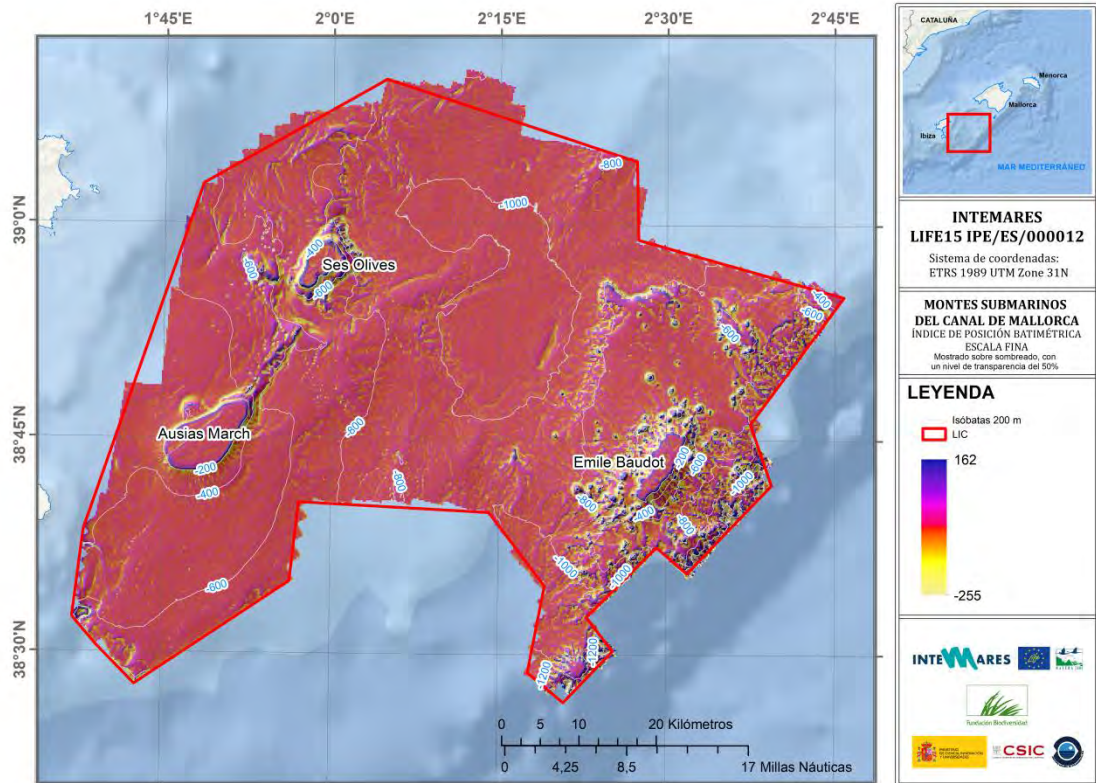 1°45'E
2°0'E
2°15'E
2°30'E
2°45'E
39°0'N
38°45'N
38°30'N
-800
-1000
-400
Ses Olives
-600
-600
-400
-600
-600
Ausias March
-200
-400
-800
-800
-600
Emile Baudot
-200
-600
-1000
-800
-400
-800
-1000
-1000
-1200
-1200
0 5 10 20 Kilómetros
0 4,25 8,5 17 Millas Náuticas
CATALUÑA
Menorca
Mallorca
Ibiza
MAR MEDITERRÁNEO
INTEMARES
LIFE15 IPE/ES/000012
Sistema de coordenadas:
ETRS 1989 UTM Zone 31N
MONTES SUBMARINOS
DEL CANAL DE MALLORCA
ÍNDICE DE POSICIÓN BATIMÉTRICA
ESCALA FINA
Mostrado sobre sombreado, con
un nivel de transparencia del 50%
LEYENDA
Isóbatas 200 m
LIC
162
-255
INTEMARES
Fundación Biodiversidad
CSIC